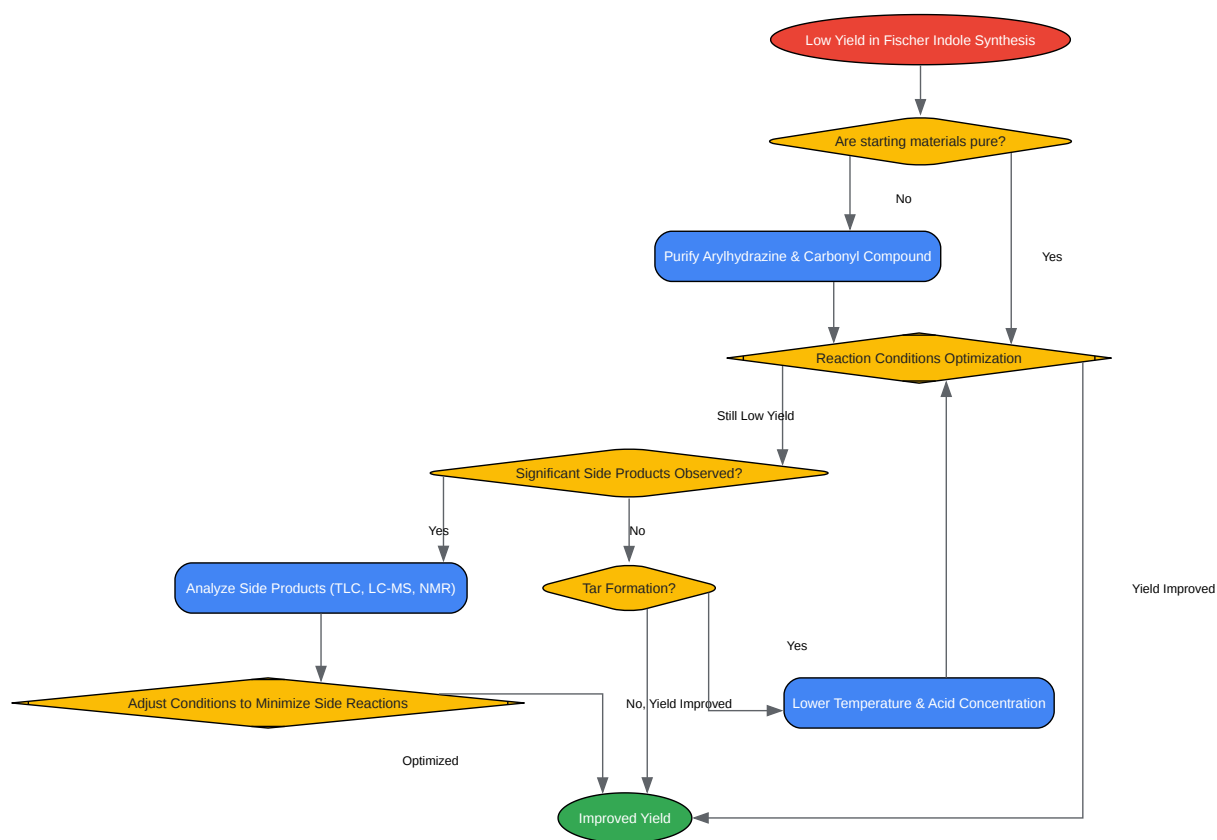 Low Yield in Fischer Indole Synthesis
Are starting materials pure?
No
Purify Arylhydrazine & Carbonyl Compound
Yes
Reaction Conditions Optimization
Still Low Yield
Significant Side Products Observed?
Yes
No
Analyze Side Products (TLC, LC-MS, NMR)
Tar Formation?
Yield Improved
Yes
Adjust Conditions to Minimize Side Reactions
No, Yield Improved
Lower Temperature & Acid Concentration
Optimized
Improved Yield